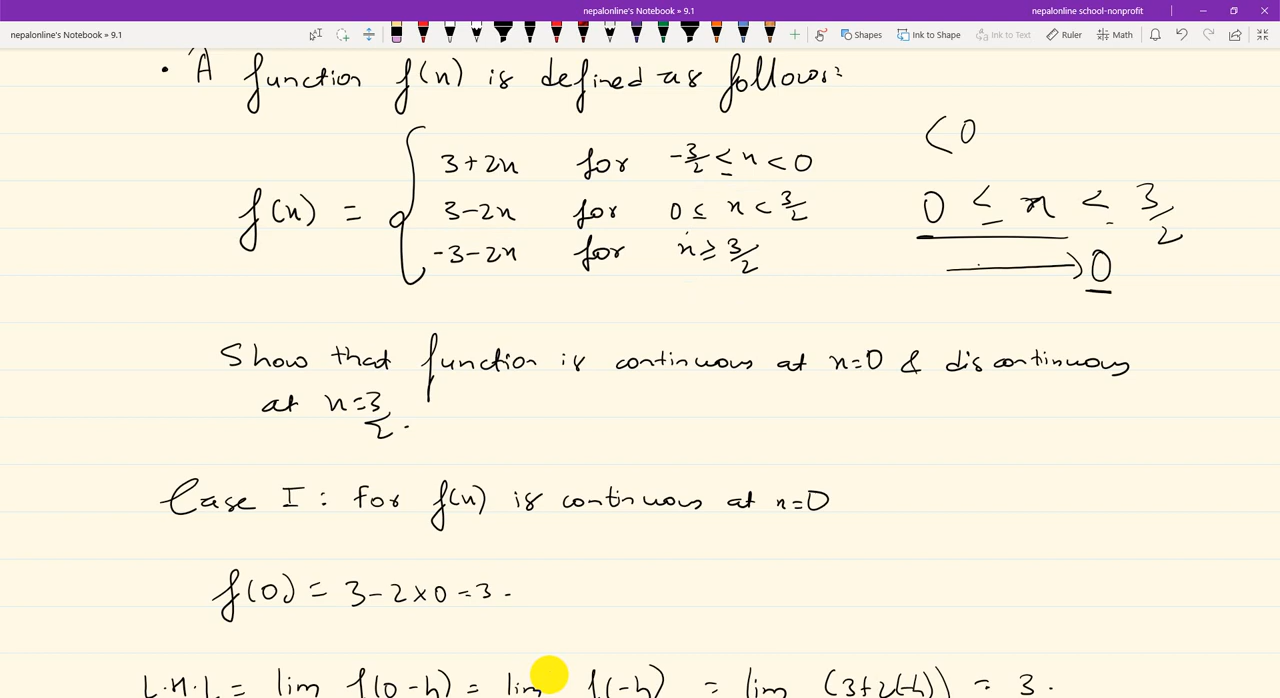 nepalonline's Notebook » 9.1
nepalonline school-nonprofit
nepalonline's Notebook » 9.1
Shapes
Ink to Shape
Ink to Text
Ruler
Math
• A function f(x) is defined as follows:
f(x) = { 3+2x for -3/2 ≤ x < 0
3-2x for 0 ≤ x < 3/2
-3-2x for x ≥ 3/2
< 0
0 ≤ x < 3/2
→ 0
Show that function is continuous at x=0 & discontinuous
at x=3/2.
Case I: for f(x) is continuous at x=0
f(0) = 3-2×0 = 3.
L.H.L = lim f(0-h) = lim f(-h) = lim (3+2(-h)) = 3.